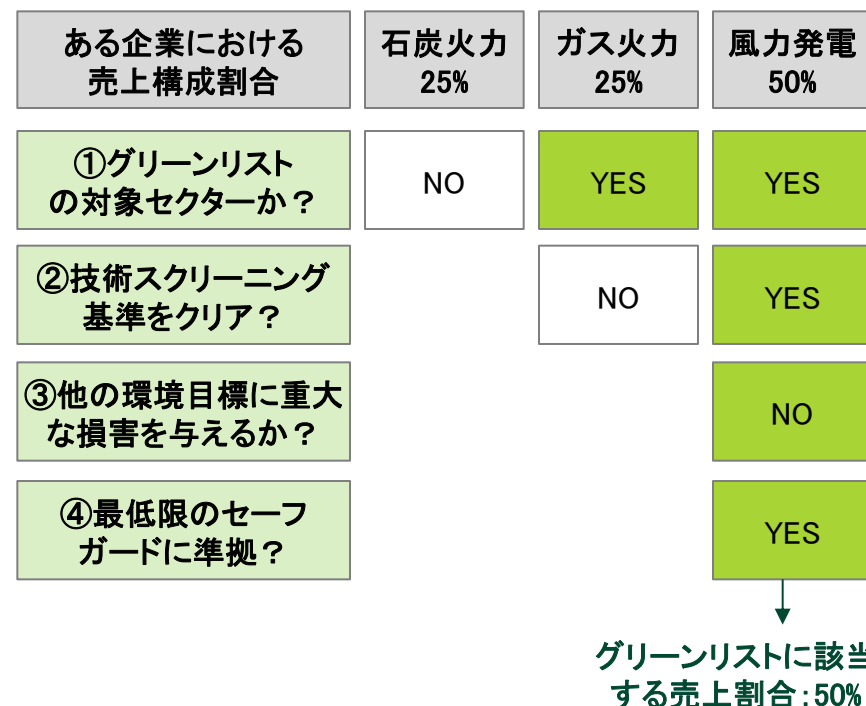 ある企業における
売上構成割合
石炭火力
25%
ガス火力
25%
風力発電
50%
①グリーンリスト
の対象セクターか？
NO
YES
YES
②技術スクリーニング
基準をクリア？
NO
YES
③他の環境目標に重大
な損害を与えるか？
NO
④最低限のセーフ
ガードに準拠？
YES
グリーンリストに該当
する売上割合：50%